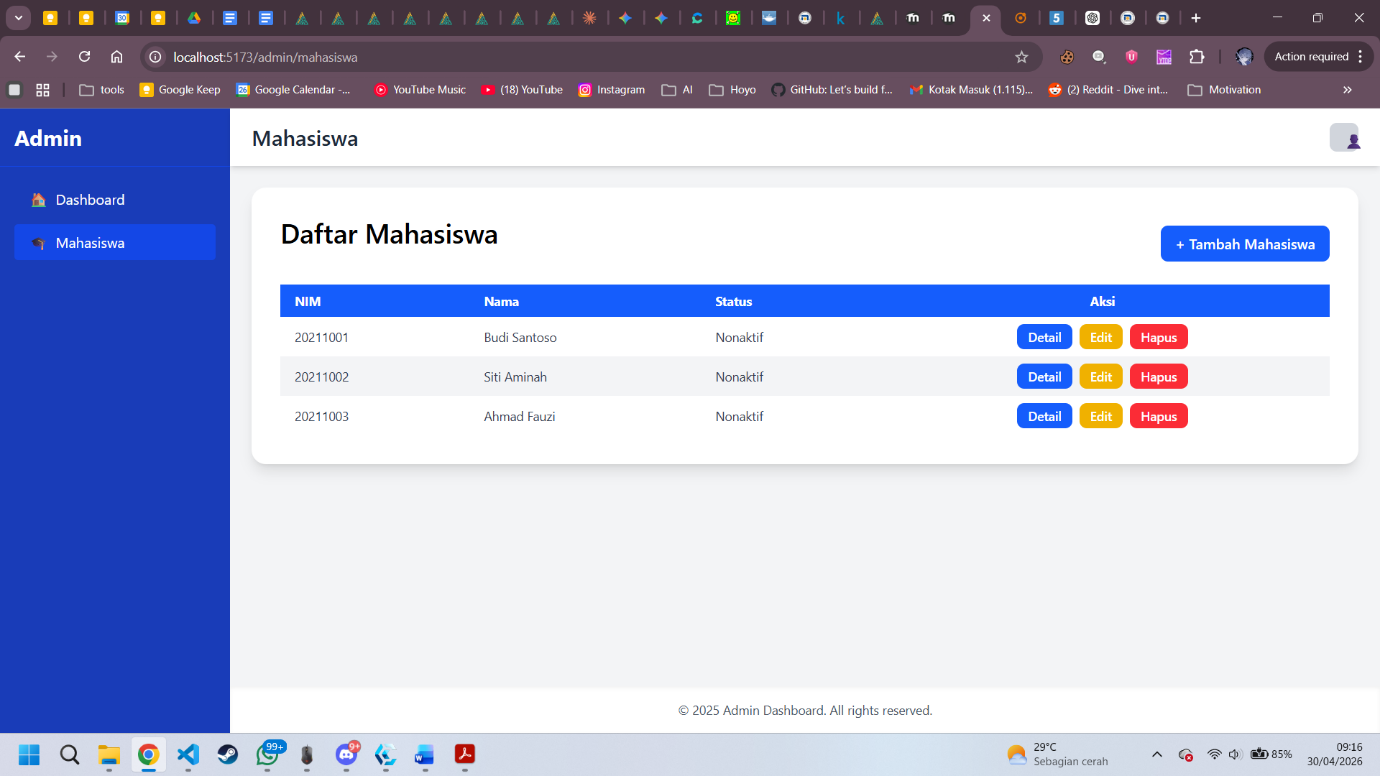 localhost:5173/admin/mahasiswa
Action required
tools
Google Keep
Google Calendar -...
YouTube Music
(18) YouTube
Instagram
AI
Hoyo
GitHub: Let's build f...
Kotak Masuk (1.115)...
(2) Reddit - Dive int...
Motivation
Admin
Mahasiswa
Dashboard
Mahasiswa
Daftar Mahasiswa
+ Tambah Mahasiswa
NIM Nama Status Aksi
20211001 Budi Santoso Nonaktif Detail Edit Hapus
20211002 Siti Aminah Nonaktif Detail Edit Hapus
20211003 Ahmad Fauzi Nonaktif Detail Edit Hapus
© 2025 Admin Dashboard. All rights reserved.
99+
9+
29°C
Sebagian cerah
85%
09:16
30/04/2026